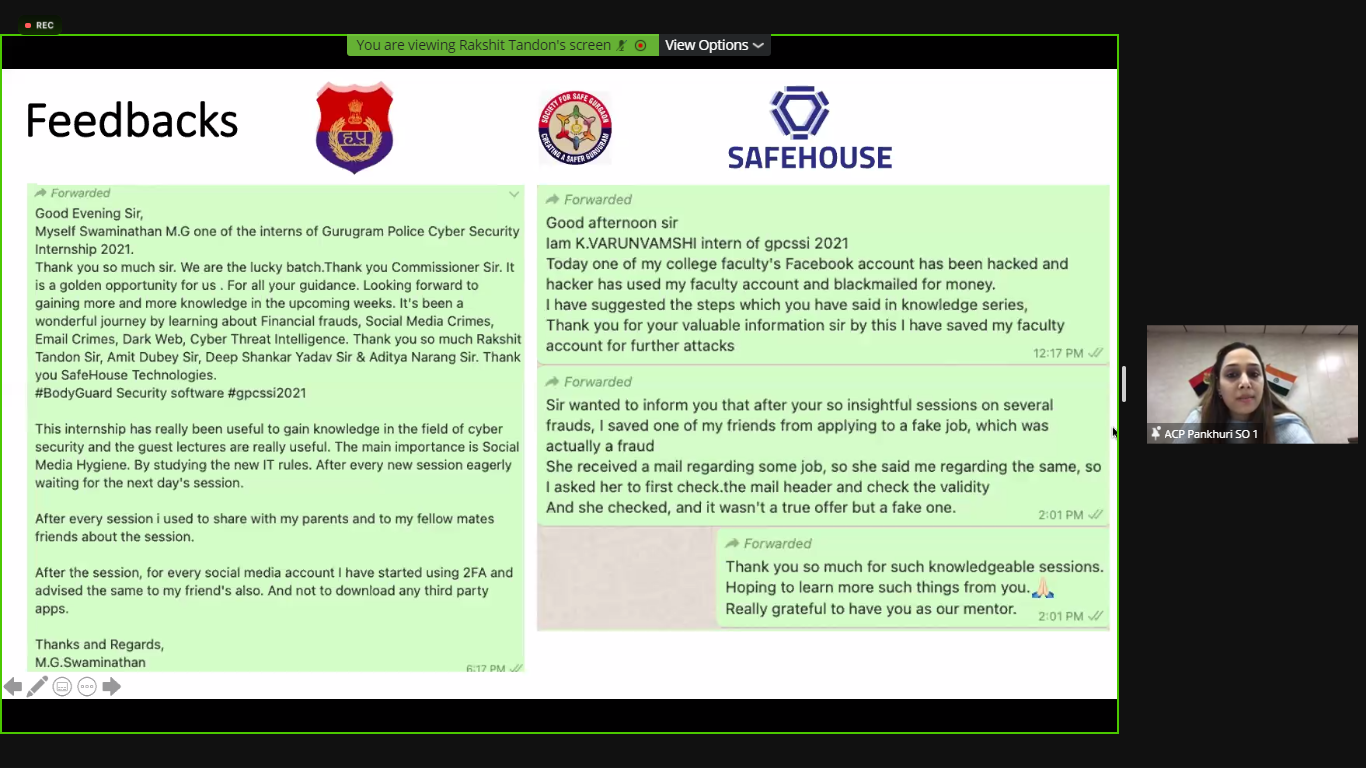 REC
You are viewing Rakshit Tandon's screen
View Options
Feedbacks
ह पु
SOCIETY FOR SAFE GURGAON
CREATING A SAFER GURUGRAM
SAFEHOUSE
Forwarded
Good Evening Sir,
Myself Swaminathan M.G one of the interns of Gurugram Police Cyber Security
Internship 2021.
Thank you so much sir. We are the lucky batch.Thank you Commissioner Sir. It
is a golden opportunity for us . For all your guidance. Looking forward to
gaining more and more knowledge in the upcoming weeks. It's been a
wonderful journey by learning about Financial frauds, Social Media Crimes,
Email Crimes, Dark Web, Cyber Threat Intelligence. Thank you so much Rakshit
Tandon Sir, Amit Dubey Sir, Deep Shankar Yadav Sir & Aditya Narang Sir. Thank
you SafeHouse Technologies.
#BodyGuard Security software #gpcssi2021
This internship has really been useful to gain knowledge in the field of cyber
security and the guest lectures are really useful. The main importance is Social
Media Hygiene. By studying the new IT rules. After every new session eagerly
waiting for the next day's session.
After every session i used to share with my parents and to my fellow mates
friends about the session.
After the session, for every social media account I have started using 2FA and
advised the same to my friend's also. And not to download any third party
apps.
Thanks and Regards,
M.G.Swaminathan
6:17 PM
Forwarded
Good afternoon sir
Iam K.VARUNVAMSHI intern of gpcssi 2021
Today one of my college faculty's Facebook account has been hacked and
hacker has used my faculty account and blackmailed for money.
I have suggested the steps which you have said in knowledge series,
Thank you for your valuable information sir by this I have saved my faculty
account for further attacks
12:17 PM
Forwarded
Sir wanted to inform you that after your so insightful sessions on several
frauds, I saved one of my friends from applying to a fake job, which was
actually a fraud
She received a mail regarding some job, so she said me regarding the same, so
I asked her to first check.the mail header and check the validity
And she checked, and it wasn't a true offer but a fake one.
2:01 PM
Forwarded
Thank you so much for such knowledgeable sessions.
Hoping to learn more such things from you.🙏🏻
Really grateful to have you as our mentor.
2:01 PM
ACP Pankhuri SO 1